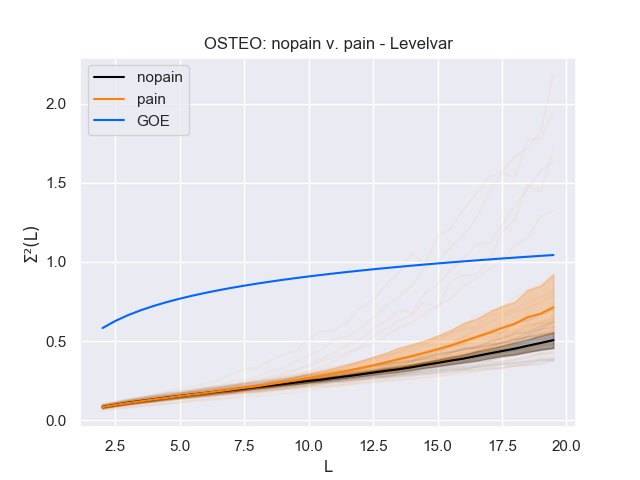 OSTEO: nopain v. pain - Levelvar
nopain
pain
GOE
Σ²(L)
2.0
1.5
1.0
0.5
0.0
2.5 5.0 7.5 10.0 12.5 15.0 17.5 20.0
L